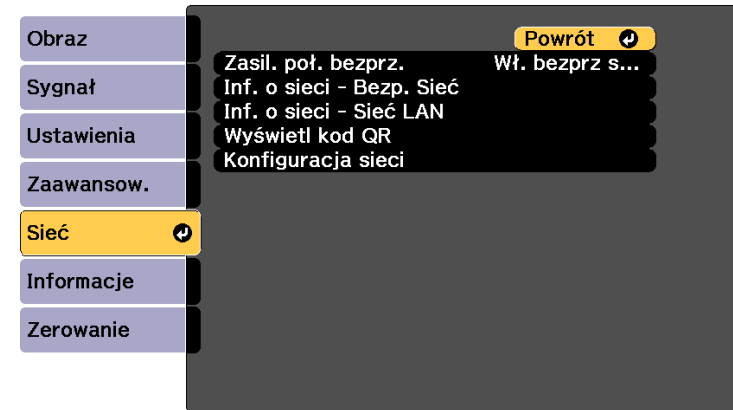 Obraz
Sygnał
Ustawienia
Zaawansow.
Sieć
Informacje
Zerowanie
Powrót
Zasil. poł. bezprz. Wł. bezprz s...
Inf. o sieci - Bezp. Sieć
Inf. o sieci - Sieć LAN
Wyświetl kod QR
Konfiguracja sieci